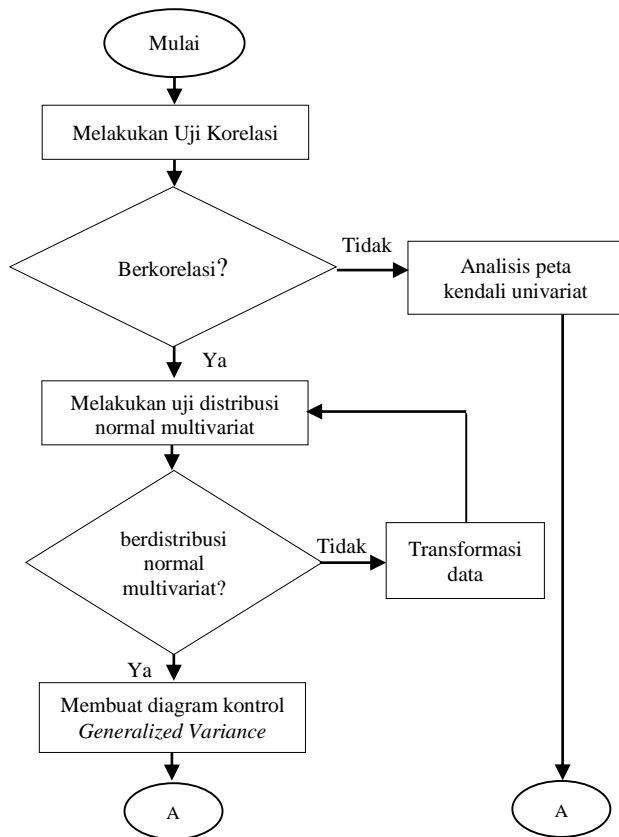 Mulai
Melakukan Uji Korelasi
Berkorelasi?
Tidak
Analisis peta
kendali univariat
Ya
Melakukan uji distribusi
normal multivariat
berdistribusi
normal
multivariat?
Tidak
Transformasi
data
Ya
Membuat diagram kontrol
Generalized Variance
A
A